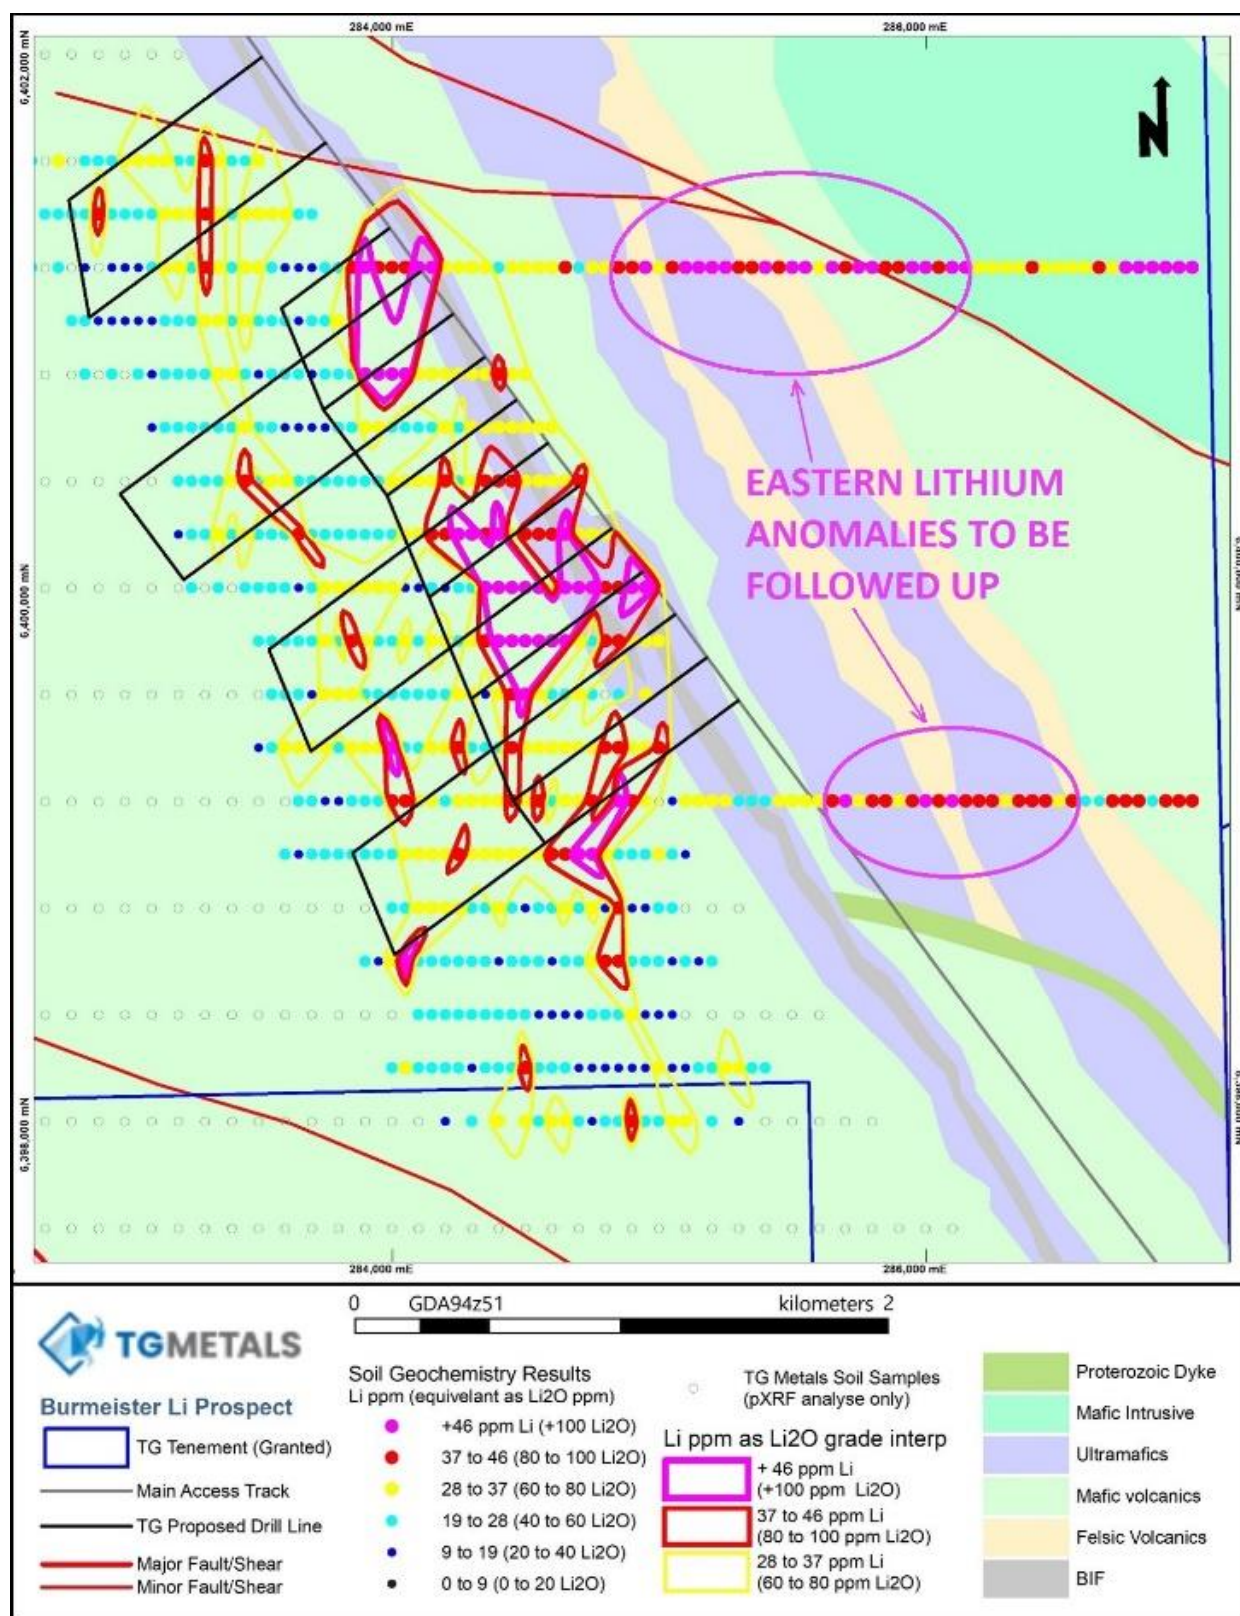 284,000 mE
286,000 mE
6,402,000 mN
N
EASTERN LITHIUM
ANOMALIES TO BE
FOLLOWED UP
6,400,000 mN
6,400,000 mN
6,398,000 mN
6,398,000 mN
284,000 mE
286,000 mE
TGMETALS
Burmeister Li Prospect
TG Tenement (Granted)
Main Access Track
TG Proposed Drill Line
Major Fault/Shear
Minor Fault/Shear
0 GDA94z51 kilometers 2
Soil Geochemistry Results
Li ppm (equivelant as Li2O ppm)
+46 ppm Li (+100 Li2O)
37 to 46 (80 to 100 Li2O)
28 to 37 (60 to 80 Li2O)
19 to 28 (40 to 60 Li2O)
9 to 19 (20 to 40 Li2O)
0 to 9 (0 to 20 Li2O)
TG Metals Soil Samples
(pXRF analyse only)
Li ppm as Li2O grade interp
+ 46 ppm Li
(+100 ppm Li2O)
37 to 46 ppm Li
(80 to 100 ppm Li2O)
28 to 37 ppm Li
(60 to 80 ppm Li2O)
Proterozoic Dyke
Mafic Intrusive
Ultramafics
Mafic volcanics
Felsic Volcanics
BIF